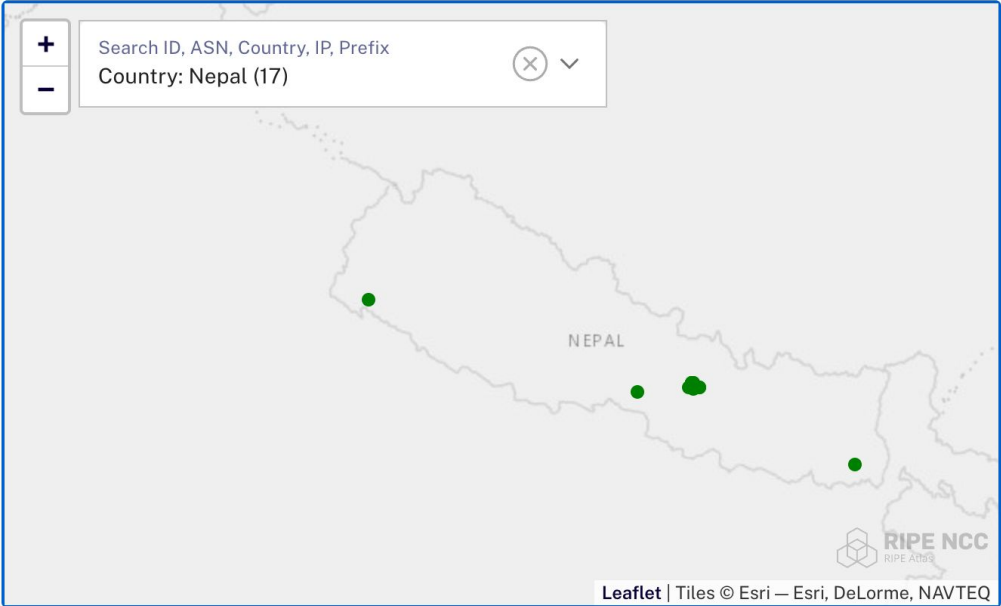 +
Search ID, ASN, Country, IP, Prefix
Country: Nepal (17)
−
NEPAL
RIPE NCC
RIPE Atlas
Leaflet | Tiles © Esri — Esri, DeLorme, NAVTEQ